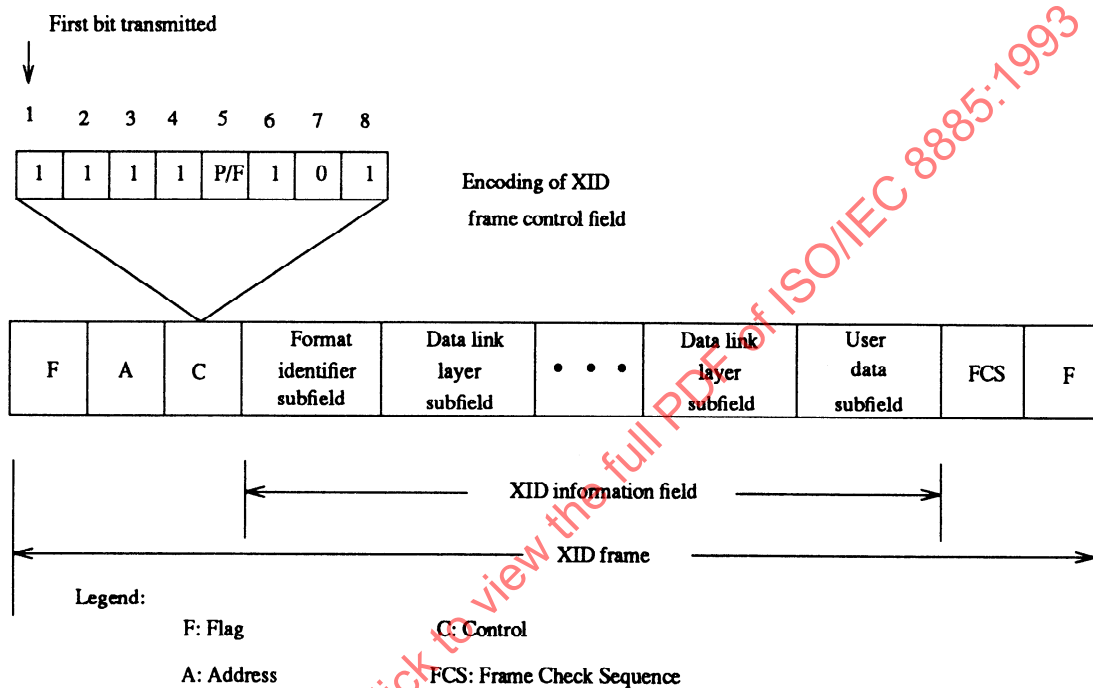 First bit transmitted
1 2 3 4 5 6 7 8
1 1 1 1 P/F 1 0 1
Encoding of XID
frame control field
F A C
Format
identifier
subfield
Data link
layer
subfield
• • •
Data link
layer
subfield
User
data
subfield
FCS F
XID information field
XID frame
Legend:
F: Flag C: Control
A: Address FCS: Frame Check Sequence
lick to view the full PDF of ISO/IEC 8885:1993